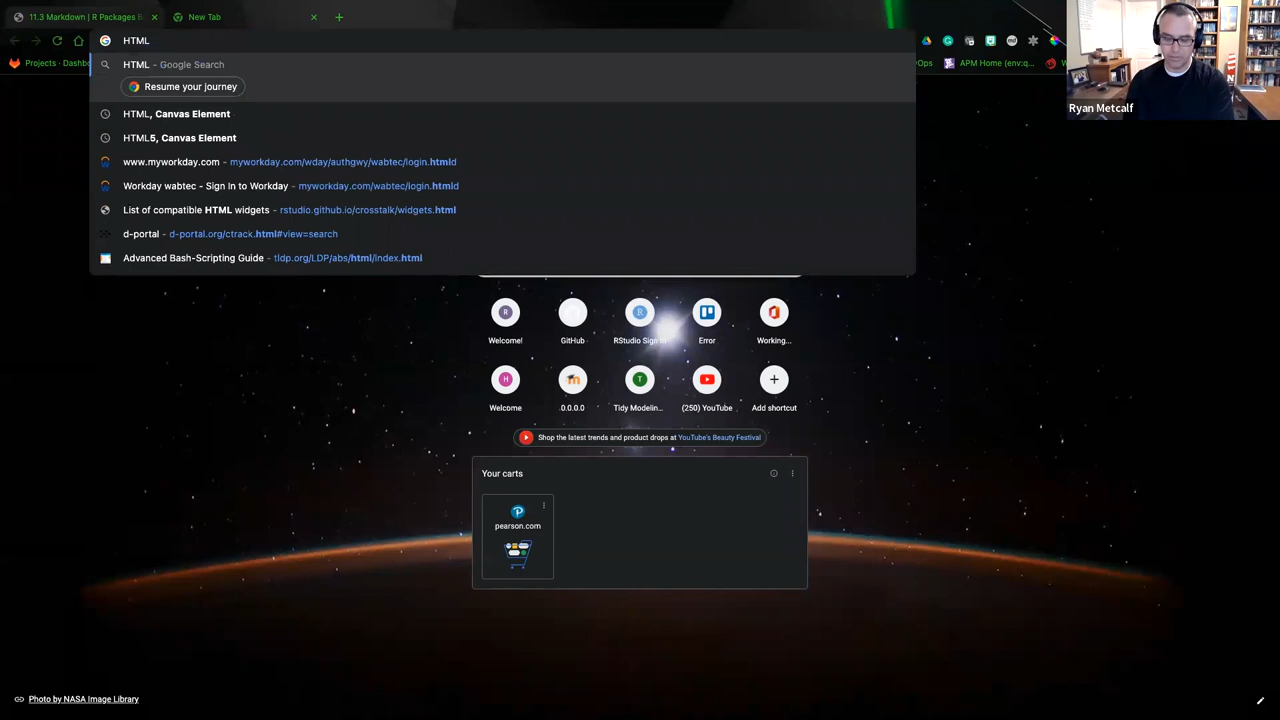 11.3 Markdown | R Packages B
New Tab
HTML
Ryan Metcalf
Projects · Dashbo
Ops
APM Home (env:q...
HTML - Google Search
Resume your journey
HTML, Canvas Element
HTML5, Canvas Element
www.myworkday.com - myworkday.com/wday/authgwy/wabtec/login.htmld
Workday wabtec - Sign In to Workday - myworkday.com/wabtec/login.htmld
List of compatible HTML widgets - rstudio.github.io/crosstalk/widgets.html
d-portal - d-portal.org/ctrack.html#view=search
Advanced Bash-Scripting Guide - tldp.org/LDP/abs/html/index.html
Welcome!
GitHub
RStudio Sign In
Error
Working...
Welcome
0.0.0.0
Tidy Modelin...
(250) YouTube
Add shortcut
Shop the latest trends and product drops at YouTube's Beauty Festival
Your carts
pearson.com
Photo by NASA Image Library